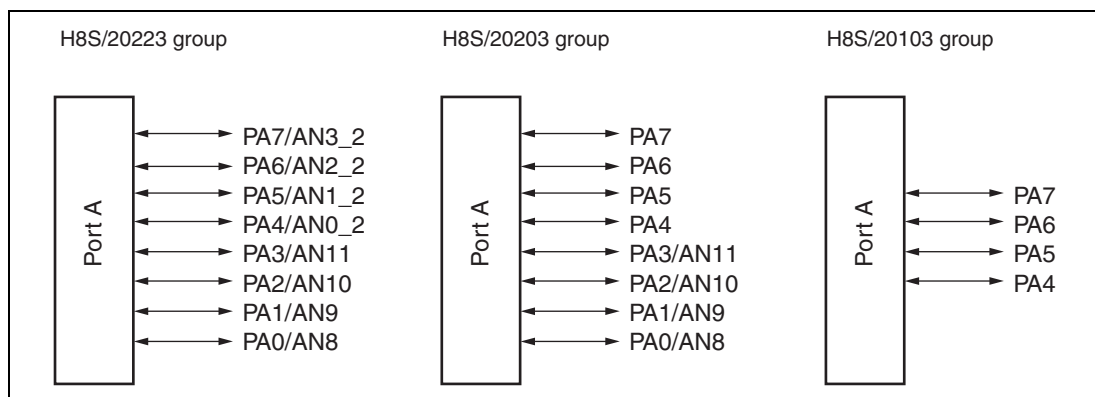 H8S/20223 group
Port A
PA7/AN3_2
PA6/AN2_2
PA5/AN1_2
PA4/AN0_2
PA3/AN11
PA2/AN10
PA1/AN9
PA0/AN8
H8S/20203 group
Port A
PA7
PA6
PA5
PA4
PA3/AN11
PA2/AN10
PA1/AN9
PA0/AN8
H8S/20103 group
Port A
PA7
PA6
PA5
PA4